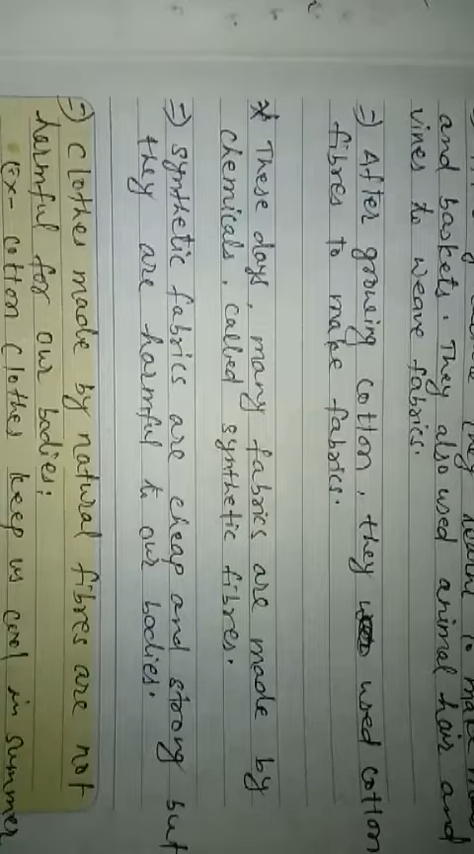 and baskets. They also used animal hair and
vines to weave fabrics.
=) After growing cotton, they used cotton
fibres to make fabrics.
* These days, many fabrics are made by
chemicals, called synthetic fibres.
=) synthetic fabrics are cheap and strong but
they are harmful to our bodies.
=) Clothes made by natural fibres are not
harmful for our bodies:
Ex- cotton clothes keep us cool in summer